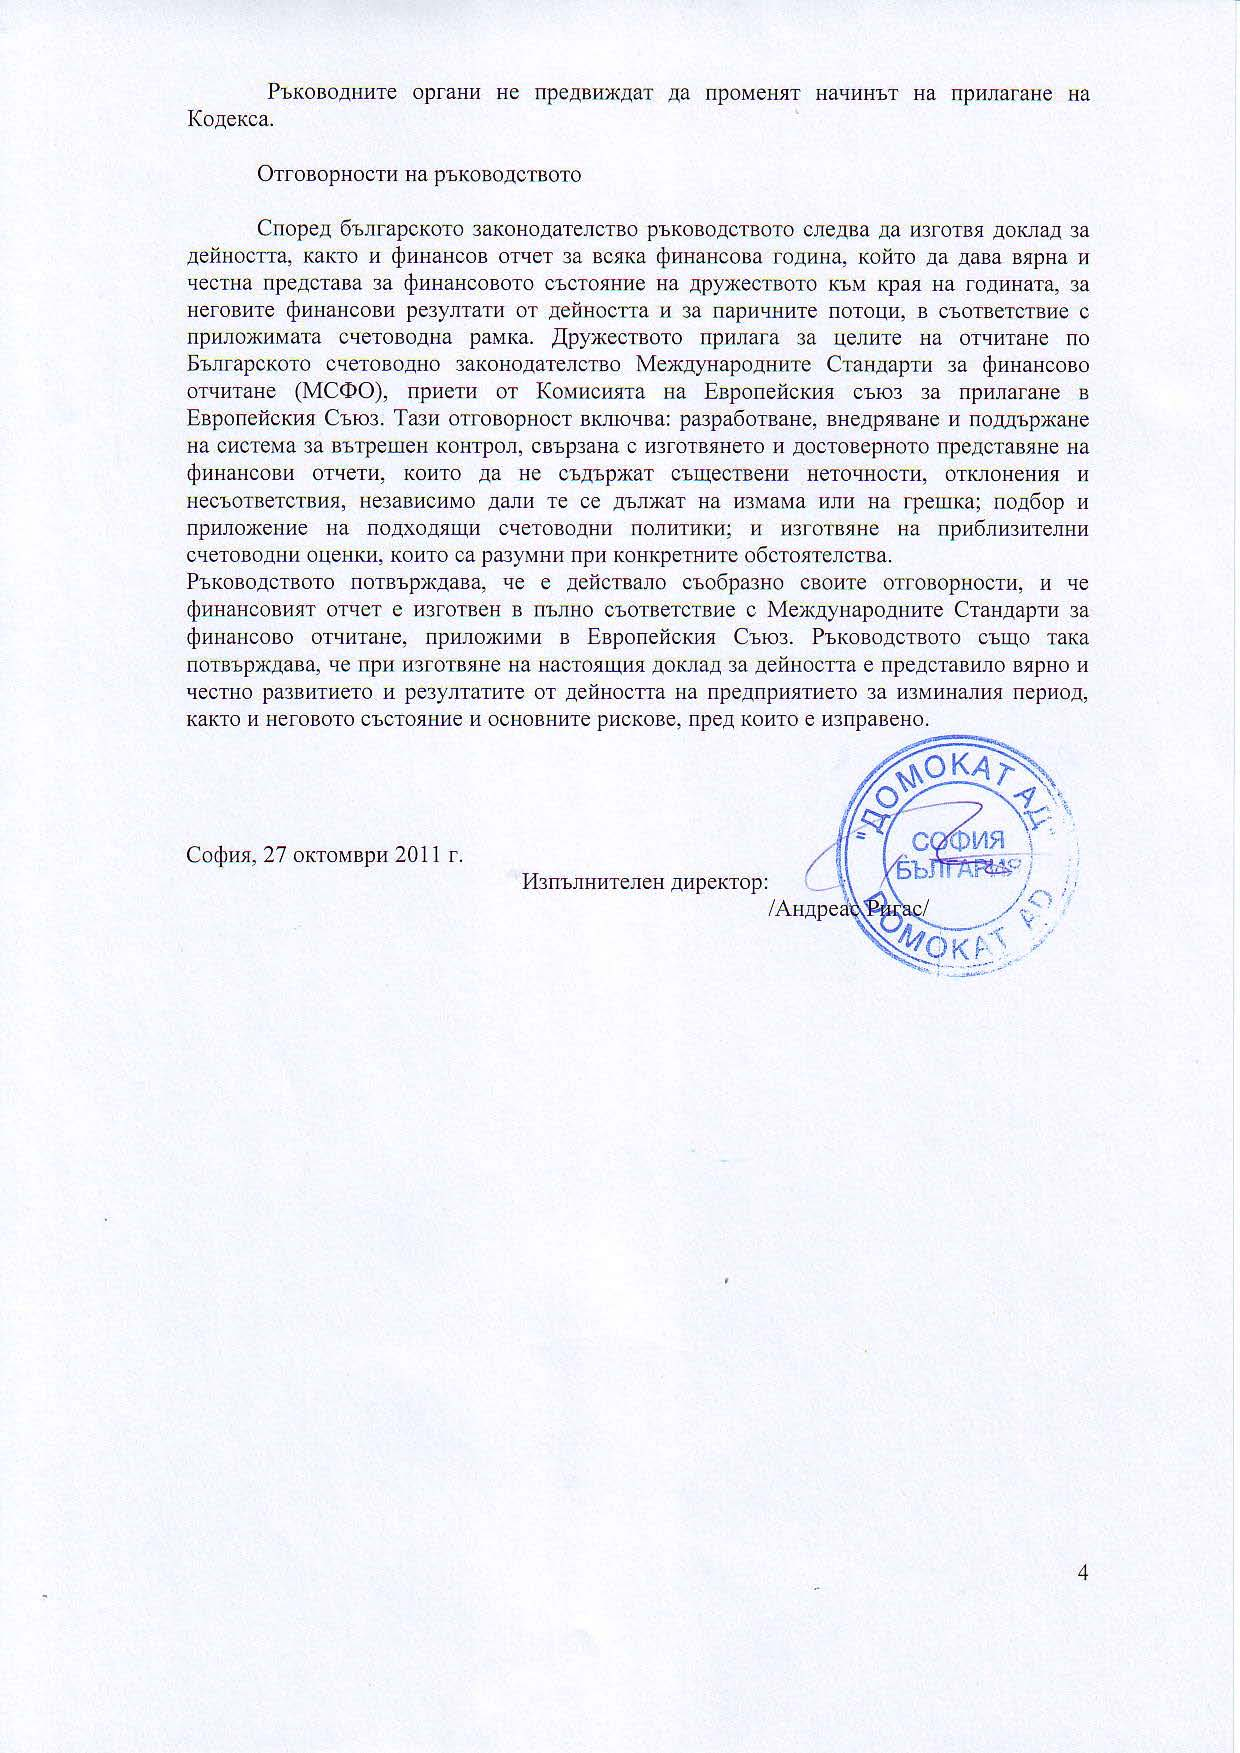 Ръководните органи не предвиждат да променят начинът на прилагане на
Кодекса.
Отговорности на ръководството
Според българското законодателство ръководството следва да изготвя доклад за
дейността, както и финансов отчет за всяка финансова година, който да дава вярна и
честна представа за финансовото състояние на дружеството към края на годината, за
неговите финансови резултати от дейността и за паричните потоци, в съответствие с
приложимата счетоводна рамка. Дружеството прилага за целите на отчитане по
Българското счетоводно законодателство Международните Стандарти за финансово
отчитане (МСФО), приети от Комисията на Европейския съюз за прилагане в
Европейския Съюз. Тази отговорност включва: разработване, внедряване и поддържане
на система за вътрешен контрол, свързана с изготвянето и достоверното представяне на
финансови отчети, които да не съдържат съществени неточности, отклонения и
несъответствия, независимо дали те се дължат на измама или на грешка; подбор и
приложение на подходящи счетоводни политики; и изготвяне на приблизителни
счетоводни оценки, които са разумни при конкретните обстоятелства.
Ръководството потвърждава, че е действало съобразно своите отговорности, и че
финансовият отчет е изготвен в пълно съответствие с Международните Стандарти за
финансово отчитане, приложими в Европейския Съюз. Ръководството също така
потвърждава, че при изготвяне на настоящия доклад за дейността е представило вярно и
честно развитието и резултатите от дейността на предприятието за изминалия период,
както и неговото състояние и основните рискове, пред които е изправено.
"ДОМОКАТ АД"
СОФИЯ
БЪЛГАРИЯ
DOMOKAT AD
София, 27 октомври 2011 г.
Изпълнителен директор:
/Андреас Ригас/
4